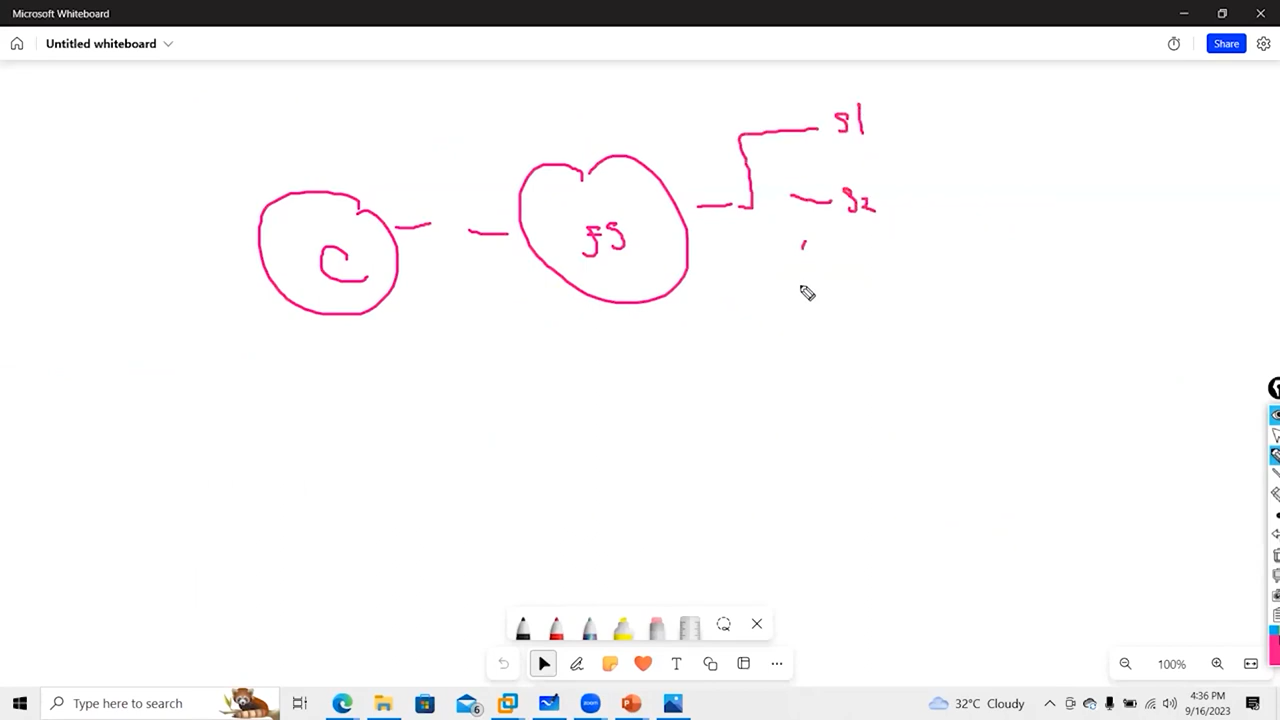 Microsoft Whiteboard
Untitled whiteboard
Share
S1
S2
C
FS
100%
Type here to search
6
32°C Cloudy
4:36 PM
9/16/2023